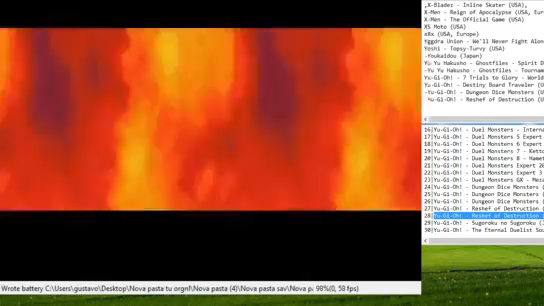 ,X-Bladez - Inline Skater (USA),
X-Men - Reign of Apocalypse (USA, Eur
X-Men - The Official Game (USA)
XS Moto (USA)
xXx (USA, Europe)
Yggdra Union - We'll Never Fight Alon
Yoshi - Topsy-Turvy (USA)
-Youkaidou (Japan)
Yu Yu Hakusho - Ghostfiles - Spirit D
-Yu Yu Hakusho - Ghostfiles - Tournam
Yu-Gi-Oh! - 7 Trials to Glory - World
Yu-Gi-Oh! - Destiny Board Traveler (U
-Yu-Gi-Oh! - Dungeon Dice Monsters (U
Yu-Gi-Oh! - Reshef of Destruction (U
16|Yu-Gi-Oh! - Duel Monsters - Interna
17|Yu-Gi-Oh! - Duel Monsters 5 Expert
18|Yu-Gi-Oh! - Duel Monsters 6 Expert
19|Yu-Gi-Oh! - Duel Monsters 7 - Ketto
20|Yu-Gi-Oh! - Duel Monsters 8 - Hamet
21|Yu-Gi-Oh! - Duel Monsters Expert
22|Yu-Gi-Oh! - Duel Monsters Expert 3
23|Yu-Gi-Oh! - Duel Monsters GX -
24|Yu-Gi-Oh! - Dungeon Dice Monsters (
25|Yu-Gi-Oh! - Dungeon Dice Monsters (
26|Yu-Gi-Oh! - Dungeon Dice Monsters (
27|Yu-Gi-Oh! - Reshef of Destruction (
28|Yu-Gi-Oh! - Reshef of Destruction (
29|Yu-Gi-Oh! - Sugoroku no Sugoroku (J
30|Yu-Gi-Oh! - The Eternal Duelist Sou
Wrote battery C:\Users\gustavo\Desktop\Nova pasta tu orgnf\Nova pasta (4)\Nova pasta sav\Nova p: 98%(0, 58 fps)